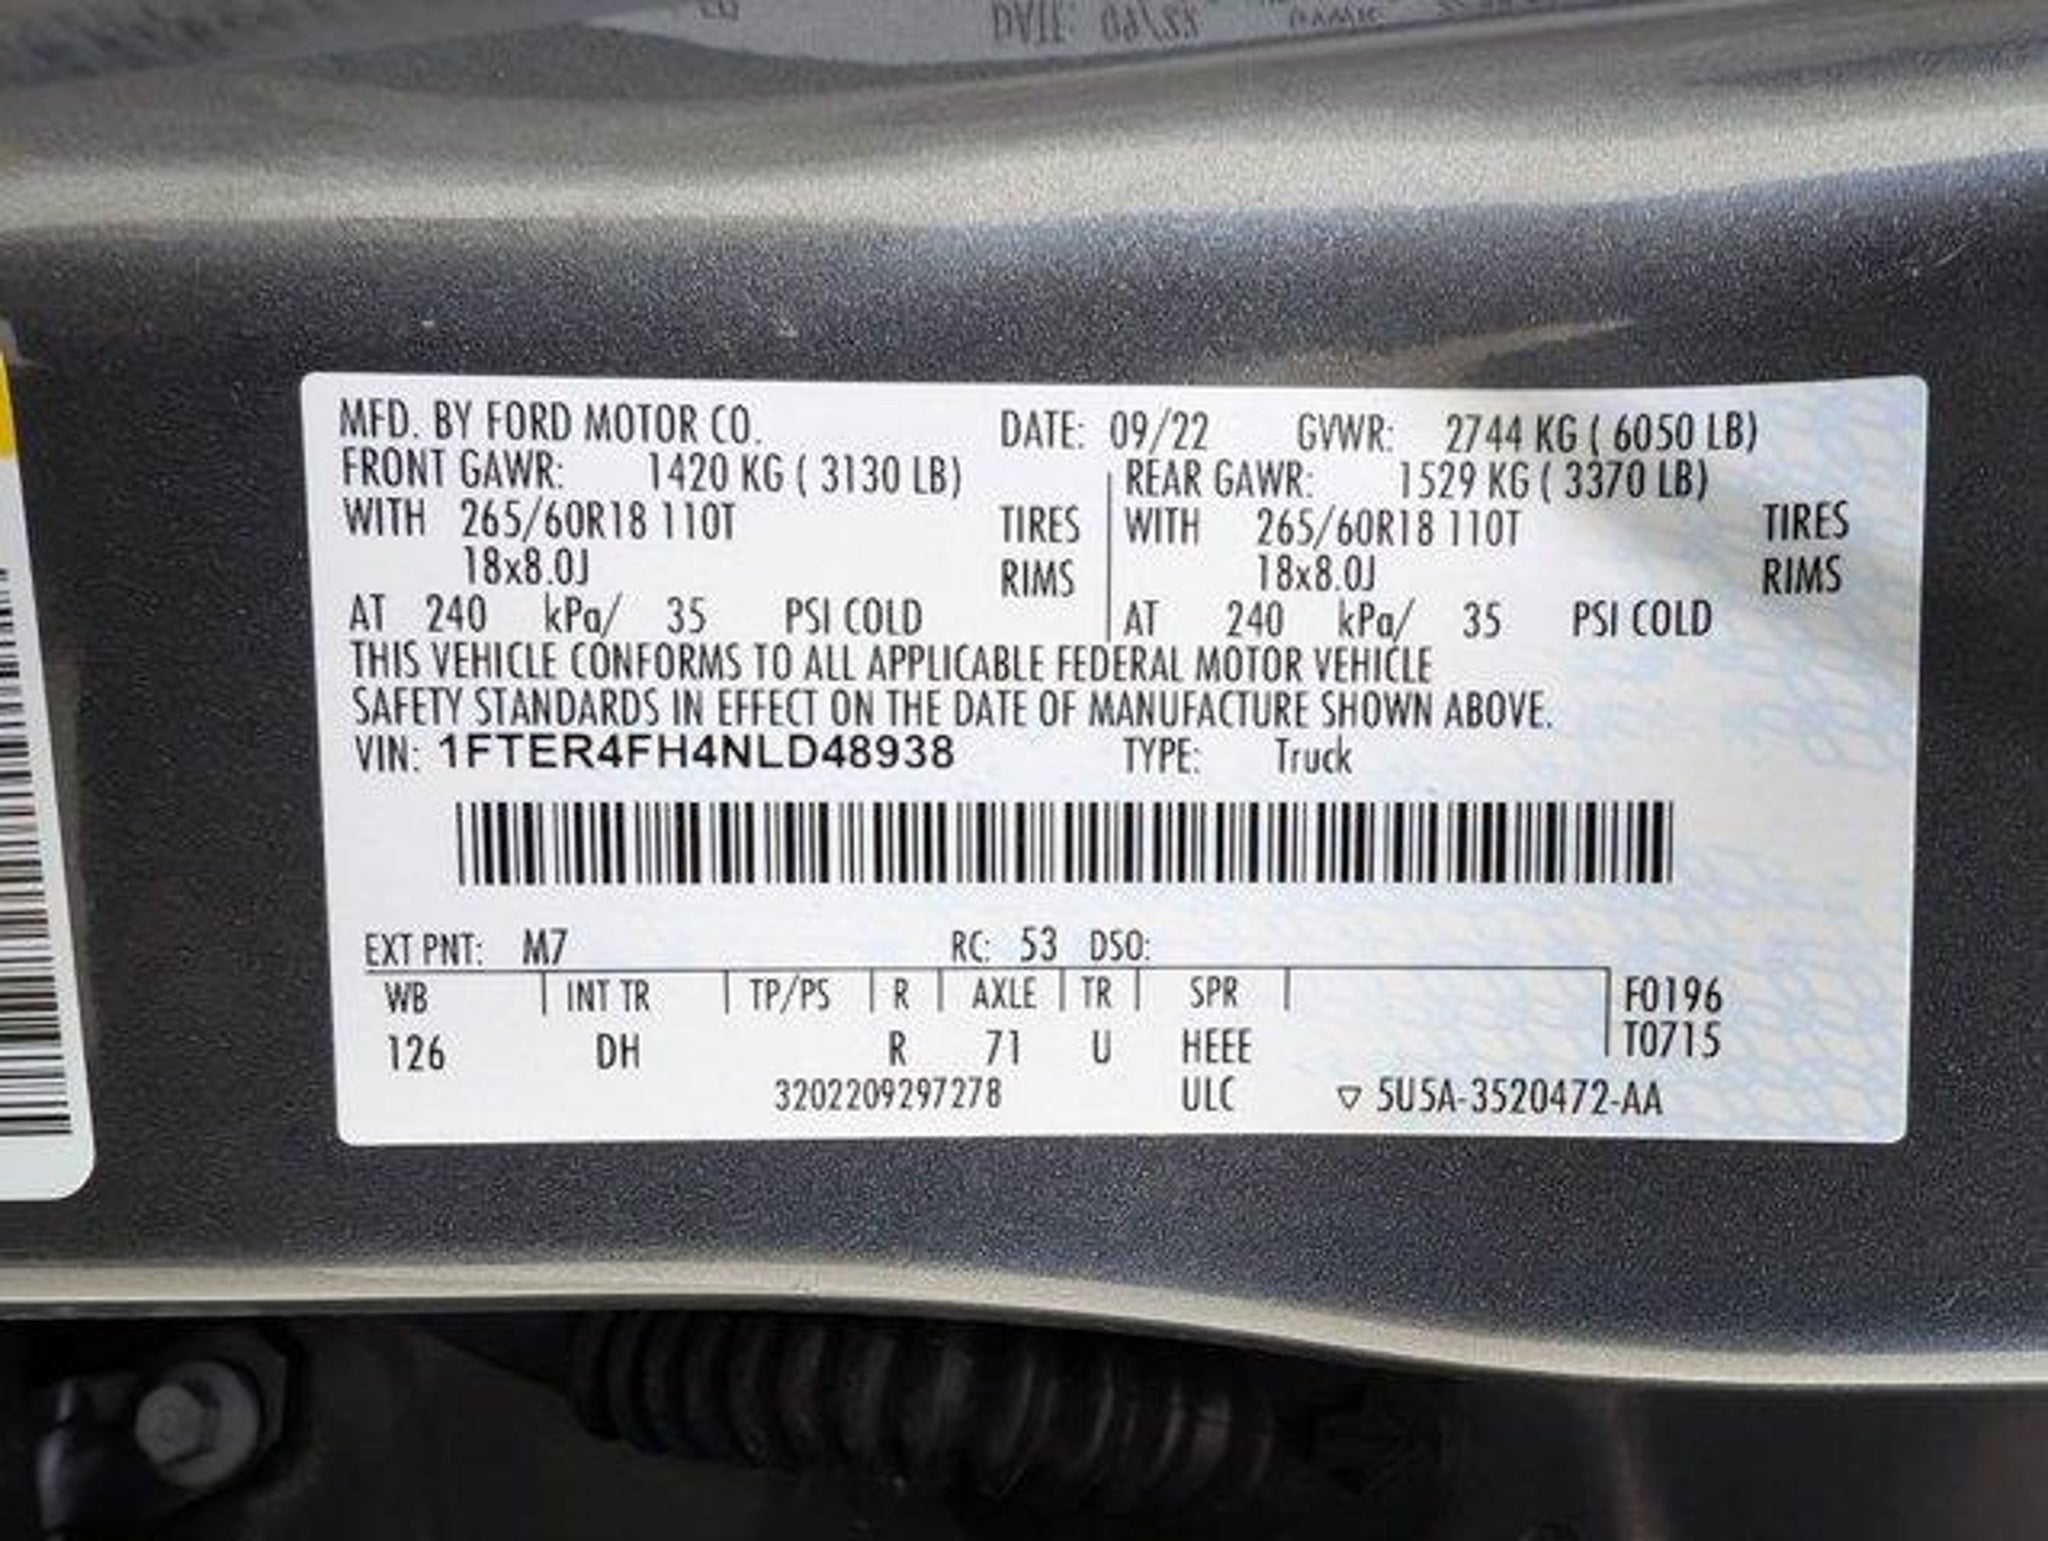 MFD. BY FORD MOTOR CO. DATE: 09/22 GVWR: 2744 KG ( 6050 LB)
FRONT GAWR: 1420 KG ( 3130 LB) REAR GAWR: 1529 KG ( 3370 LB)
WITH 265/60R18 110T TIRES WITH 265/60R18 110T TIRES
18x8.0J RIMS 18x8.0J RIMS
AT 240 kPa/ 35 PSI COLD AT 240 kPa/ 35 PSI COLD
THIS VEHICLE CONFORMS TO ALL APPLICABLE FEDERAL MOTOR VEHICLE
SAFETY STANDARDS IN EFFECT ON THE DATE OF MANUFACTURE SHOWN ABOVE.
VIN: 1FTER4FH4NLD48938 TYPE: Truck
EXT PNT: M7 RC: 53 DSO:
WB INT TR TP/PS R AXLE TR SPR F0196
126 DH R 71 U HEEE T0715
3202209297278 ULC ▽ 5U5A-3520472-AA